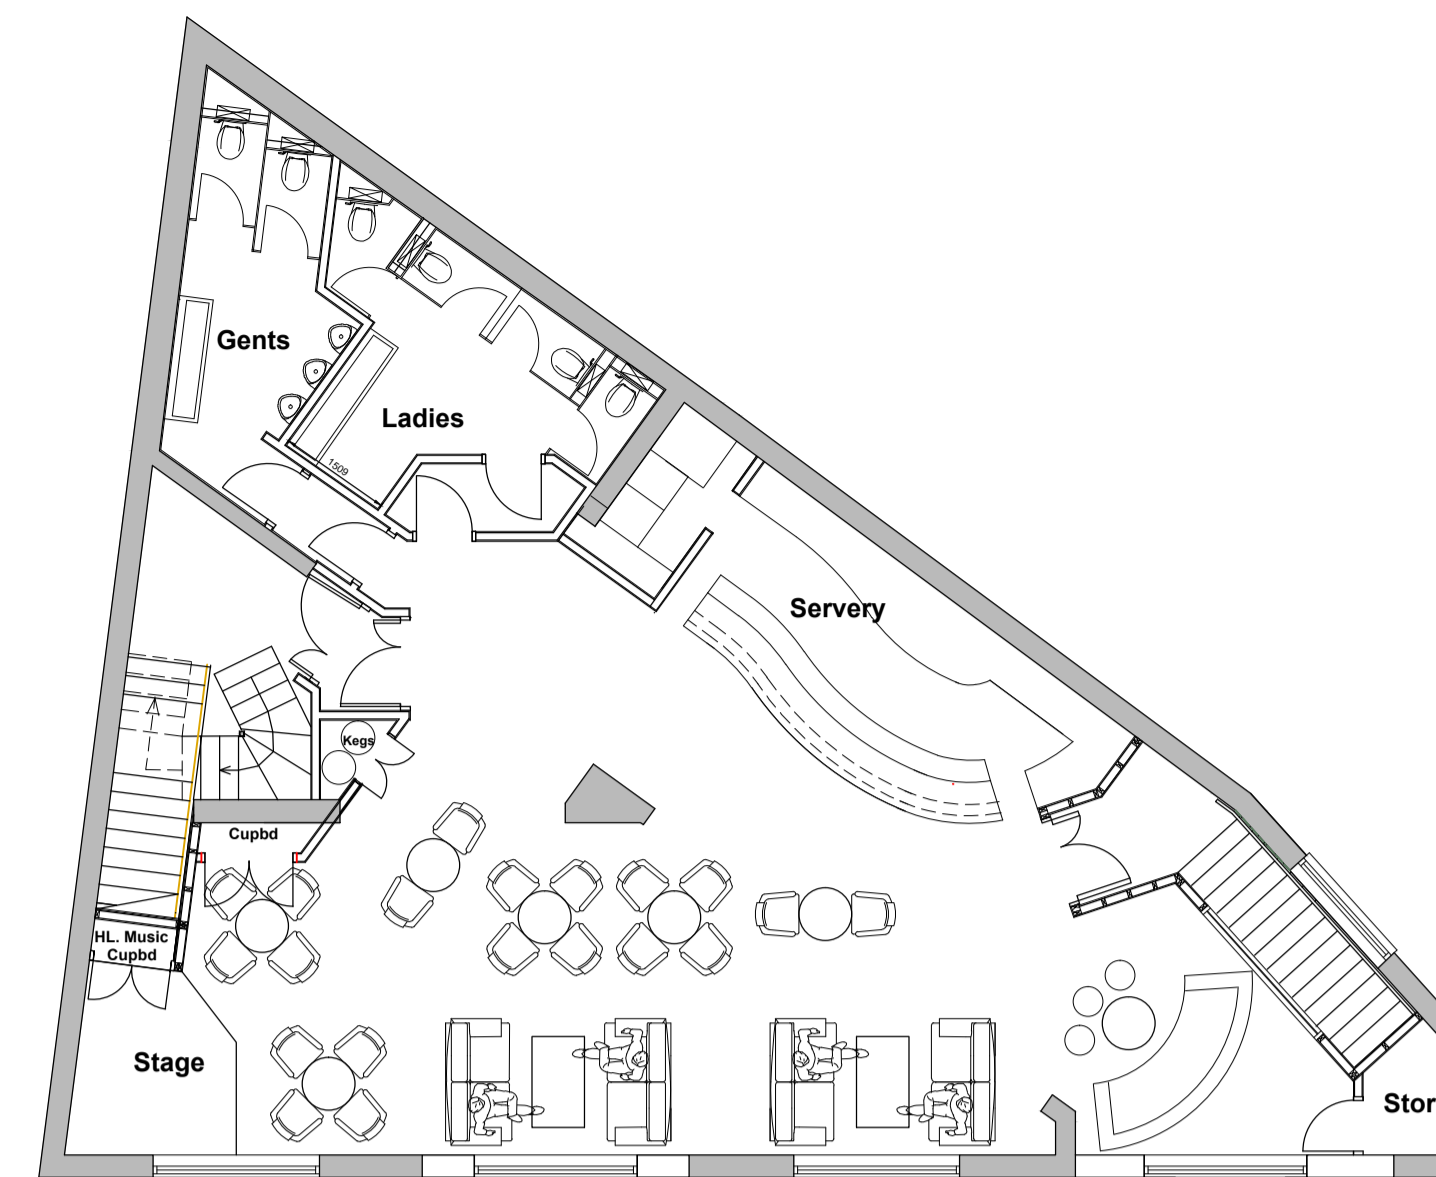 Gents
Ladies
1509
Servery
Kegs
Cupbd
HL. Music
Cupbd
Stage
Stor